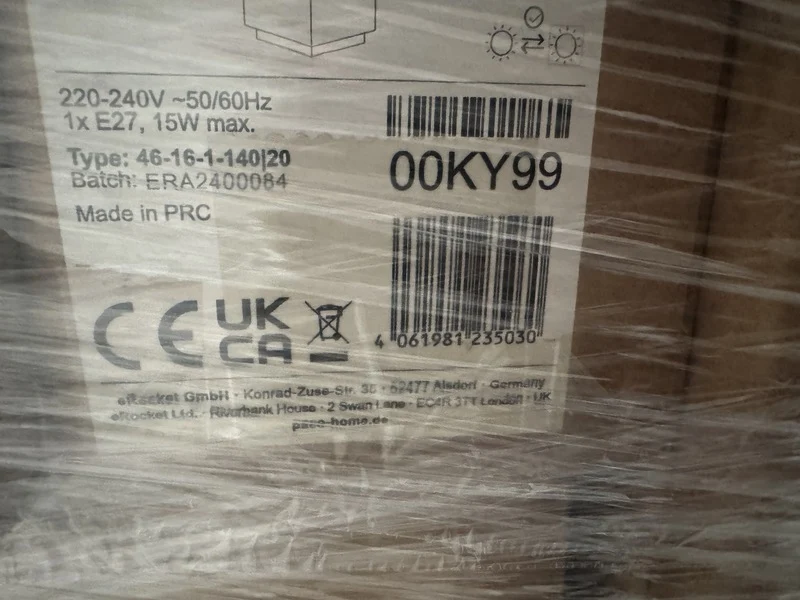 220-240V ~50/60Hz
1x E27, 15W max.
Type: 46-16-1-140|20
Batch: ERA2400084
Made in PRC
00KY99
CE
UK
CA
4 061981 235030
eRocket GmbH · Konrad-Zuse-Str. 35 · 52477 Alsdorf · Germany
eRocket Ltd. · Riverbank House · 2 Swan Lane · EC4R 3TT London · UK
paco-home.de